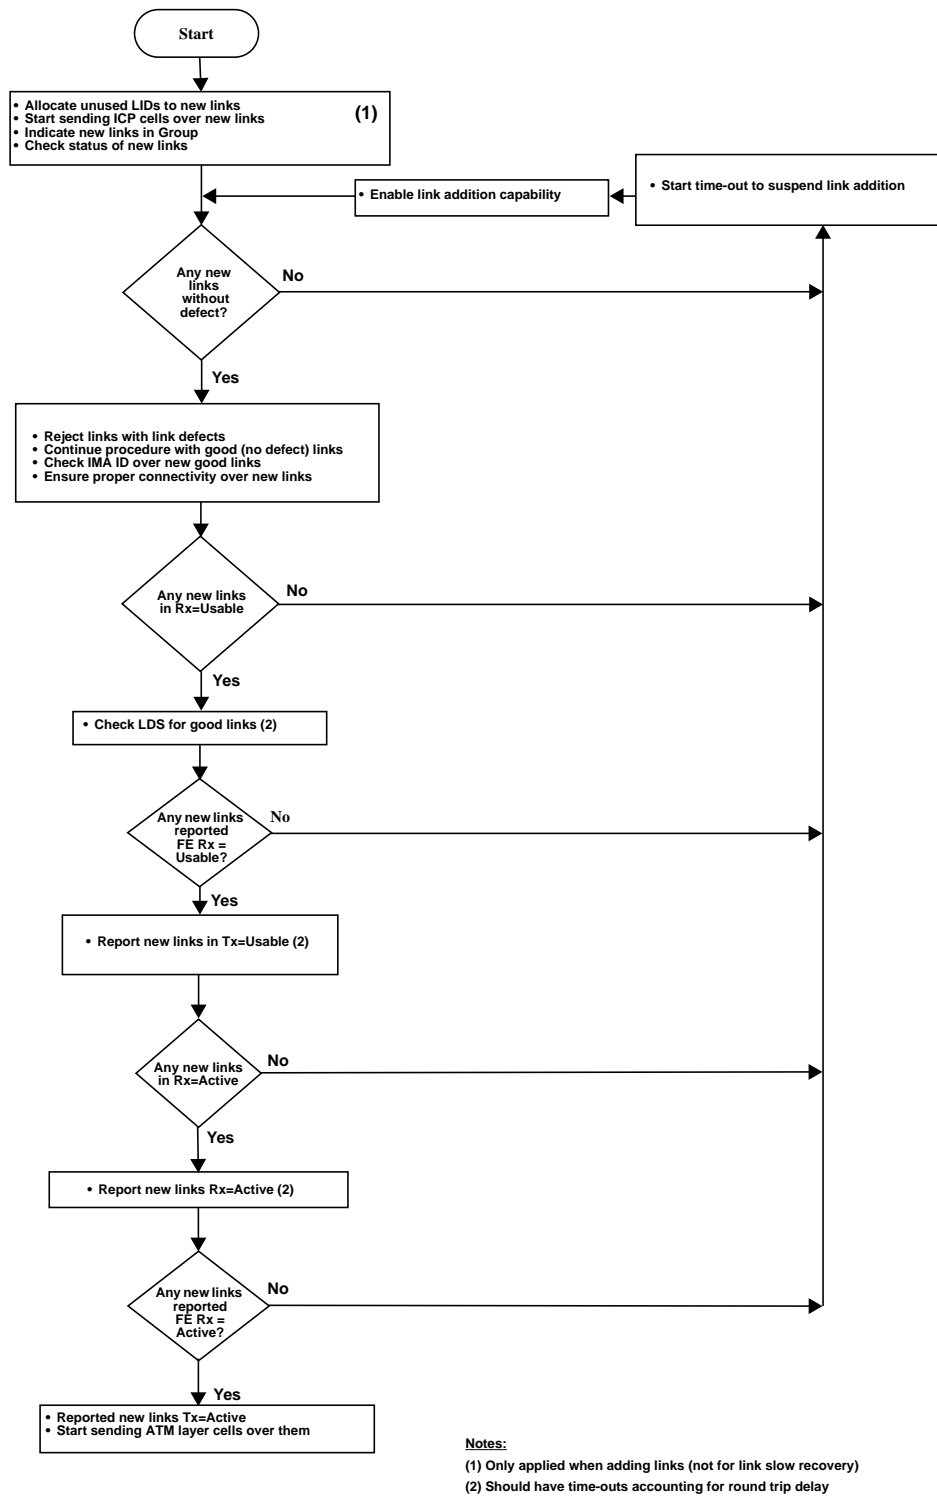 Start
• Allocate unused LIDs to new links
• Start sending ICP cells over new links
• Indicate new links in Group
• Check status of new links
(1)
• Start time-out to suspend link addition
• Enable link addition capability
Any new
links
without
defect?
No
Yes
• Reject links with link defects
• Continue procedure with good (no defect) links
• Check IMA ID over new good links
• Ensure proper connectivity over new links
Any new links
in Rx=Usable
No
Yes
• Check LDS for good links (2)
Any new links
reported
FE Rx =
Usable?
No
Yes
• Report new links in Tx=Usable (2)
Any new links
in Rx=Active
No
Yes
• Report new links Rx=Active (2)
Any new links
reported
FE Rx =
Active?
No
Yes
• Reported new links Tx=Active
• Start sending ATM layer cells over them
Notes:
(1) Only applied when adding links (not for link slow recovery)
(2) Should have time-outs accounting for round trip delay